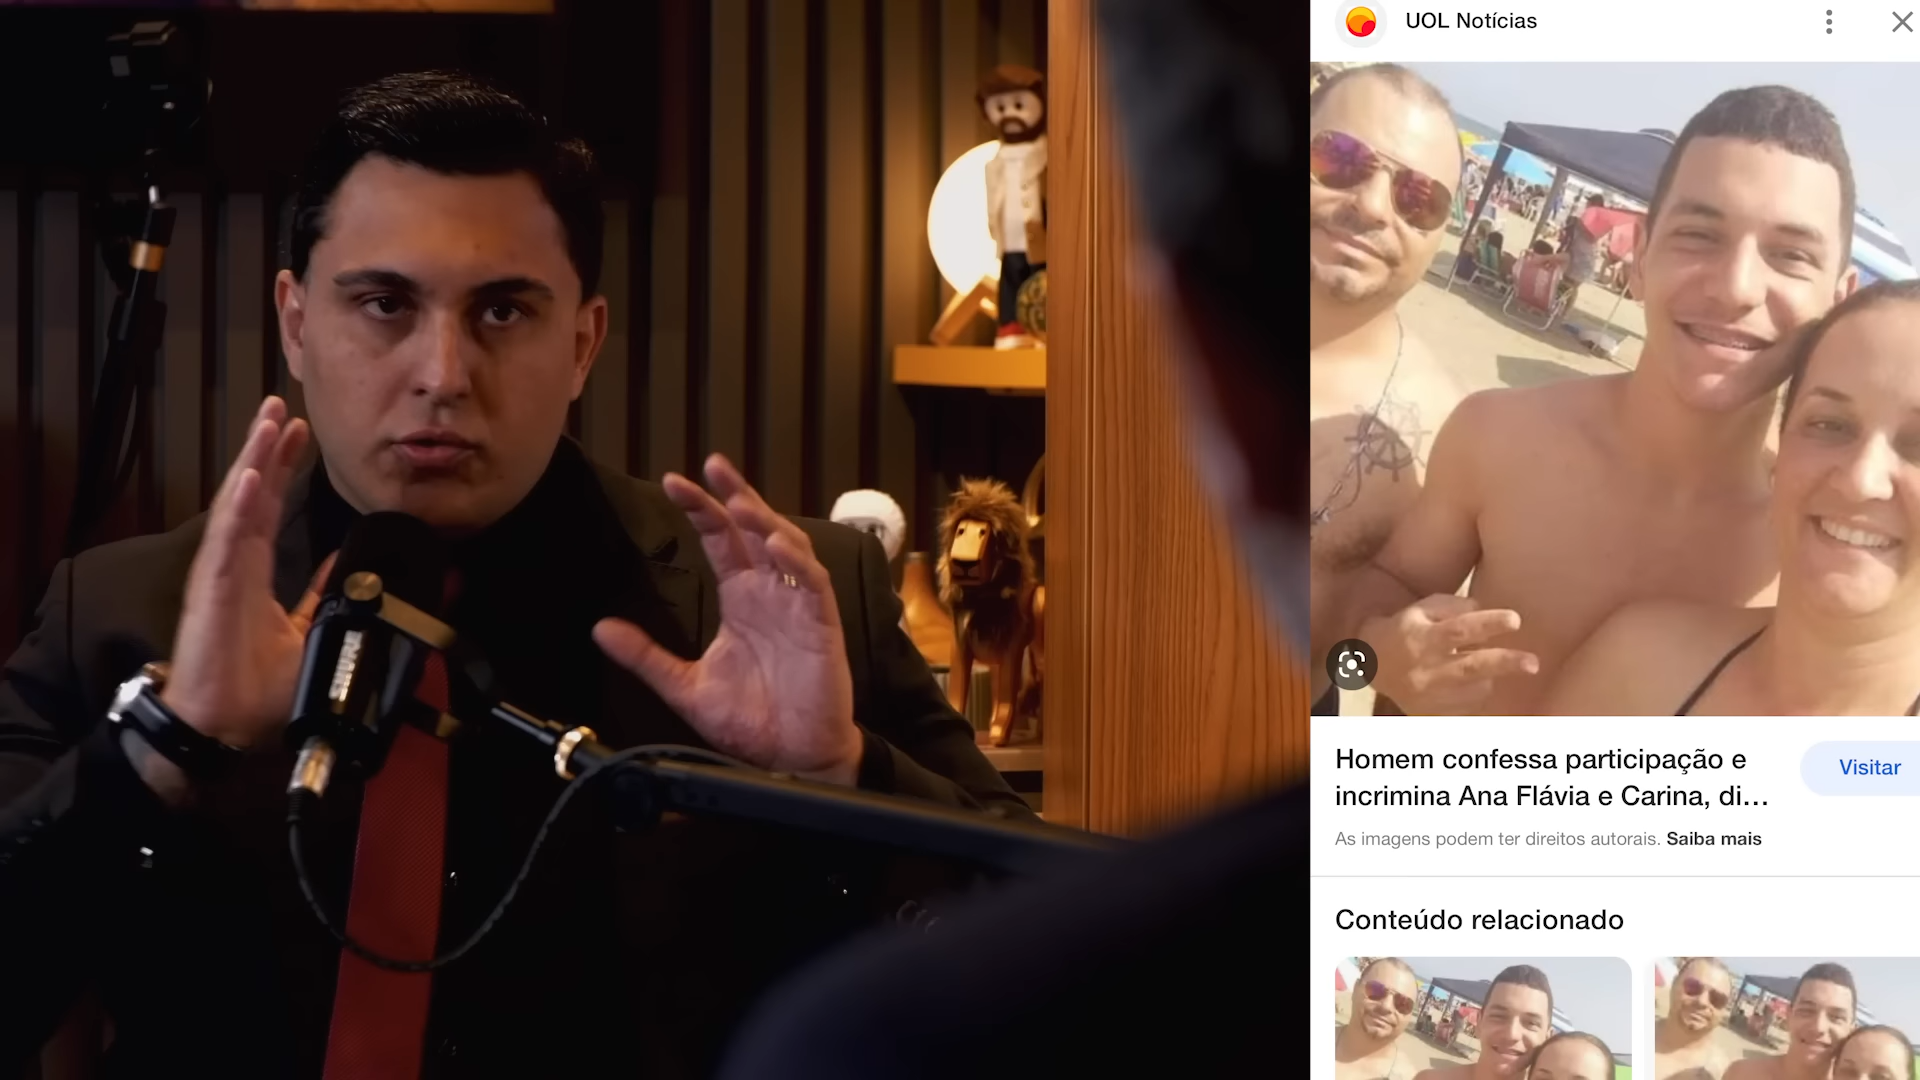 SHURE
UOL Notícias
Homem confessa participação e
incrimina Ana Flávia e Carina, di...
Visitar
As imagens podem ter direitos autorais. Saiba mais
Conteúdo relacionado